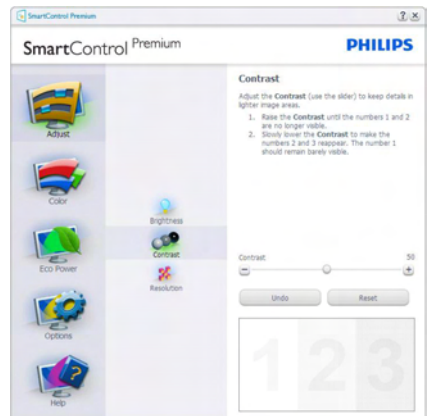 SmartControl Premium
SmartControl Premium
PHILIPS
Adjust
Color
Eco Power
Options
Help
Brightness
Contrast
Resolution
Contrast
Adjust the Contrast (use the slider) to keep details in
lighter image areas.
1. Raise the Contrast until the numbers 1 and 2
are no longer visible.
2. Slowly lower the Contrast to make the
numbers 2 and 3 reappear. The number 1
should remain barely visible.
Contrast 50
Undo Reset
1 2 3